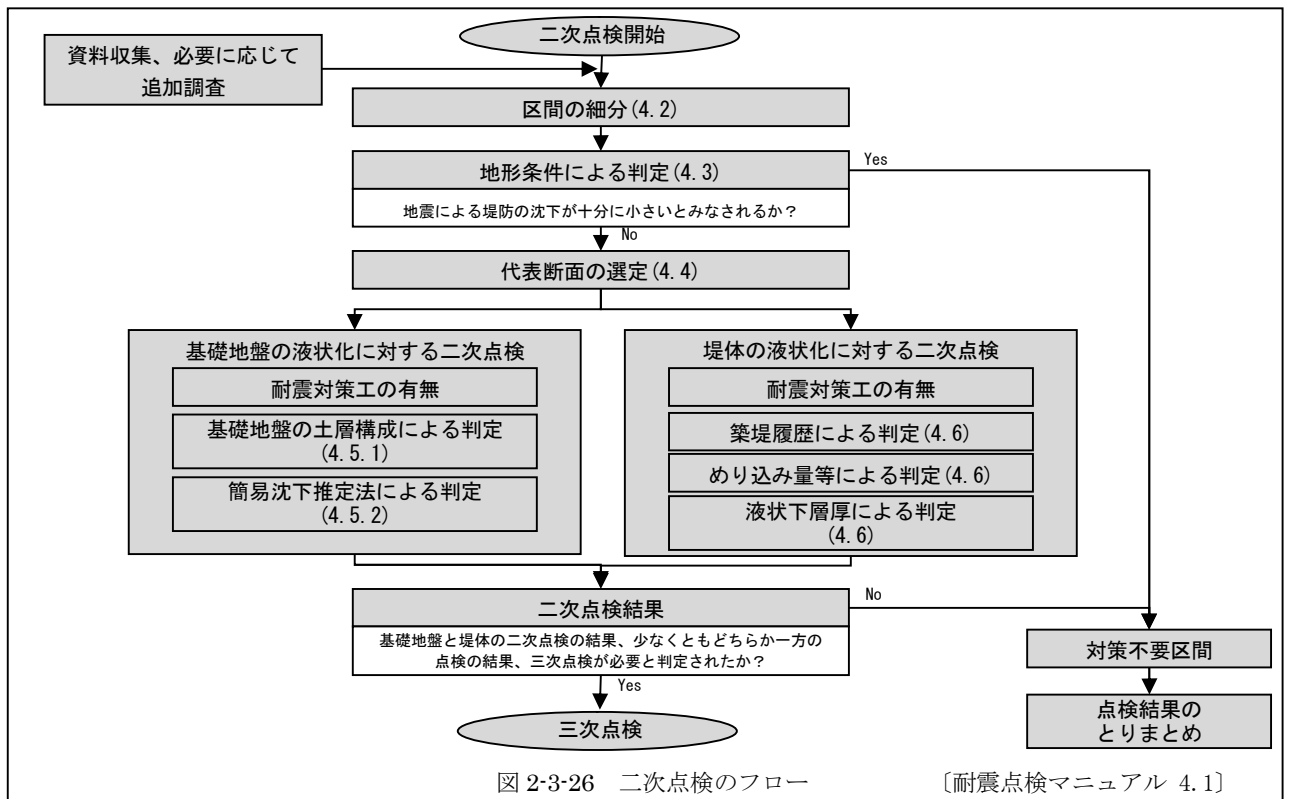 二次点検開始
資料収集、必要に応じて
追加調査
区間の細分(4.2)
地形条件による判定(4.3)
Yes
地震による堤防の沈下が十分に小さいとみなされるか？
No
代表断面の選定(4.4)
基礎地盤の液状化に対する二次点検
耐震対策工の有無
基礎地盤の土層構成による判定
(4.5.1)
簡易沈下推定法による判定
(4.5.2)
堤体の液状化に対する二次点検
耐震対策工の有無
築堤履歴による判定(4.6)
めり込み量等による判定(4.6)
液状下層厚による判定
(4.6)
二次点検結果
No
基礎地盤と堤体の二次点検の結果、少なくともどちらか一方の
点検の結果、三次点検が必要と判定されたか？
Yes
三次点検
対策不要区間
点検結果の
とりまとめ
図 2-3-26　二次点検のフロー　〔耐震点検マニュアル 4.1〕